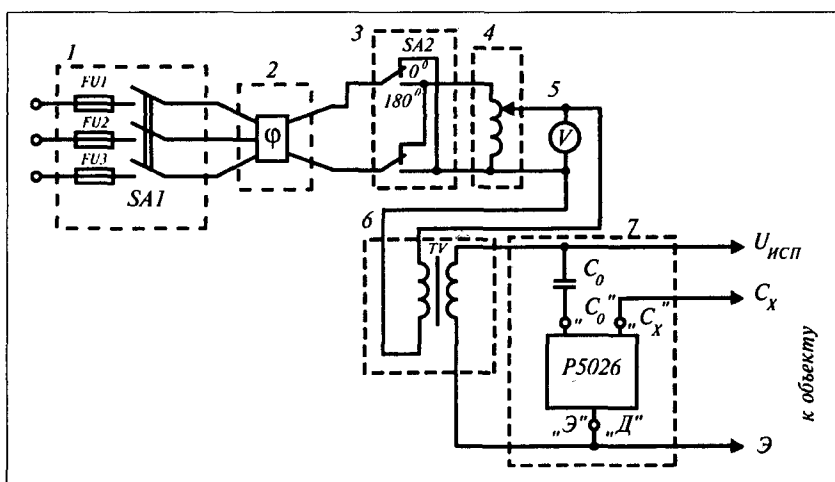 1
FU1
FU2
FU3
SA1
2
φ
3
SA2
0°
180°
4
5
V
6
TV
7
U исп
C₀
„C₀"
„Cₓ"
Cₓ
P5026
„Э"
„Д"
Э
к объекту